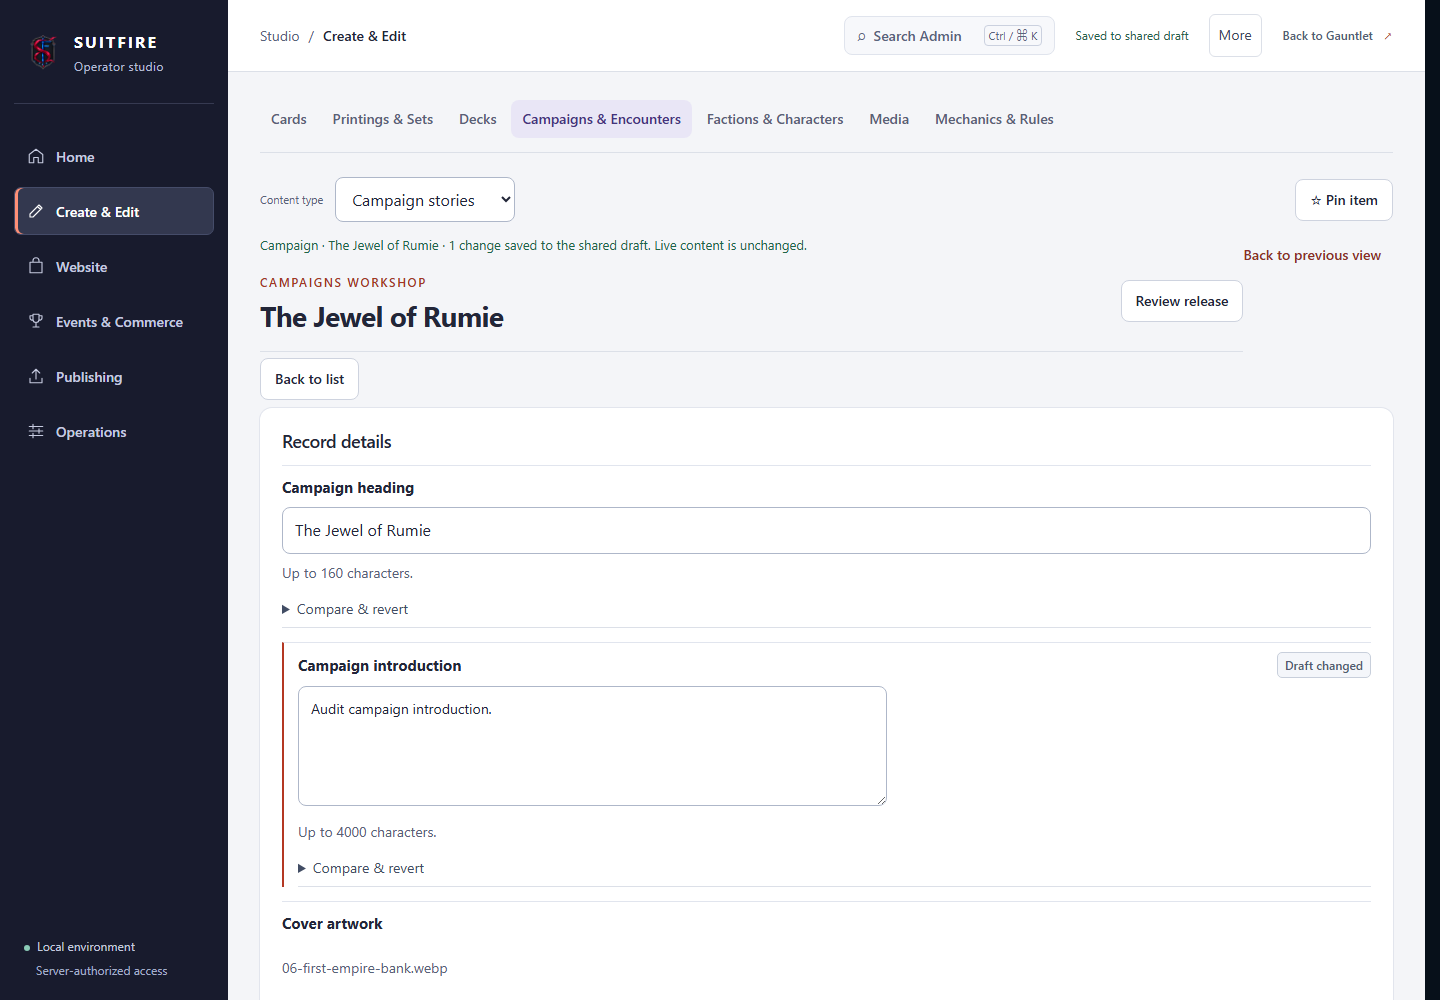 SUITFIRE
Operator studio
Home
Create & Edit
Website
Events & Commerce
Publishing
Operations
Local environment
Server-authorized access
Studio / Create & Edit
Search Admin Ctrl / ⌘ K
Saved to shared draft
More
Back to Gauntlet ↗
Cards Printings & Sets Decks Campaigns & Encounters Factions & Characters Media Mechanics & Rules
Content type Campaign stories
☆ Pin item
Campaign · The Jewel of Rumie · 1 change saved to the shared draft. Live content is unchanged.
Back to previous view
CAMPAIGNS WORKSHOP
The Jewel of Rumie
Review release
Back to list
Record details
Campaign heading
The Jewel of Rumie
Up to 160 characters.
▶ Compare & revert
Campaign introduction
Draft changed
Audit campaign introduction.
Up to 4000 characters.
▶ Compare & revert
Cover artwork
06-first-empire-bank.webp